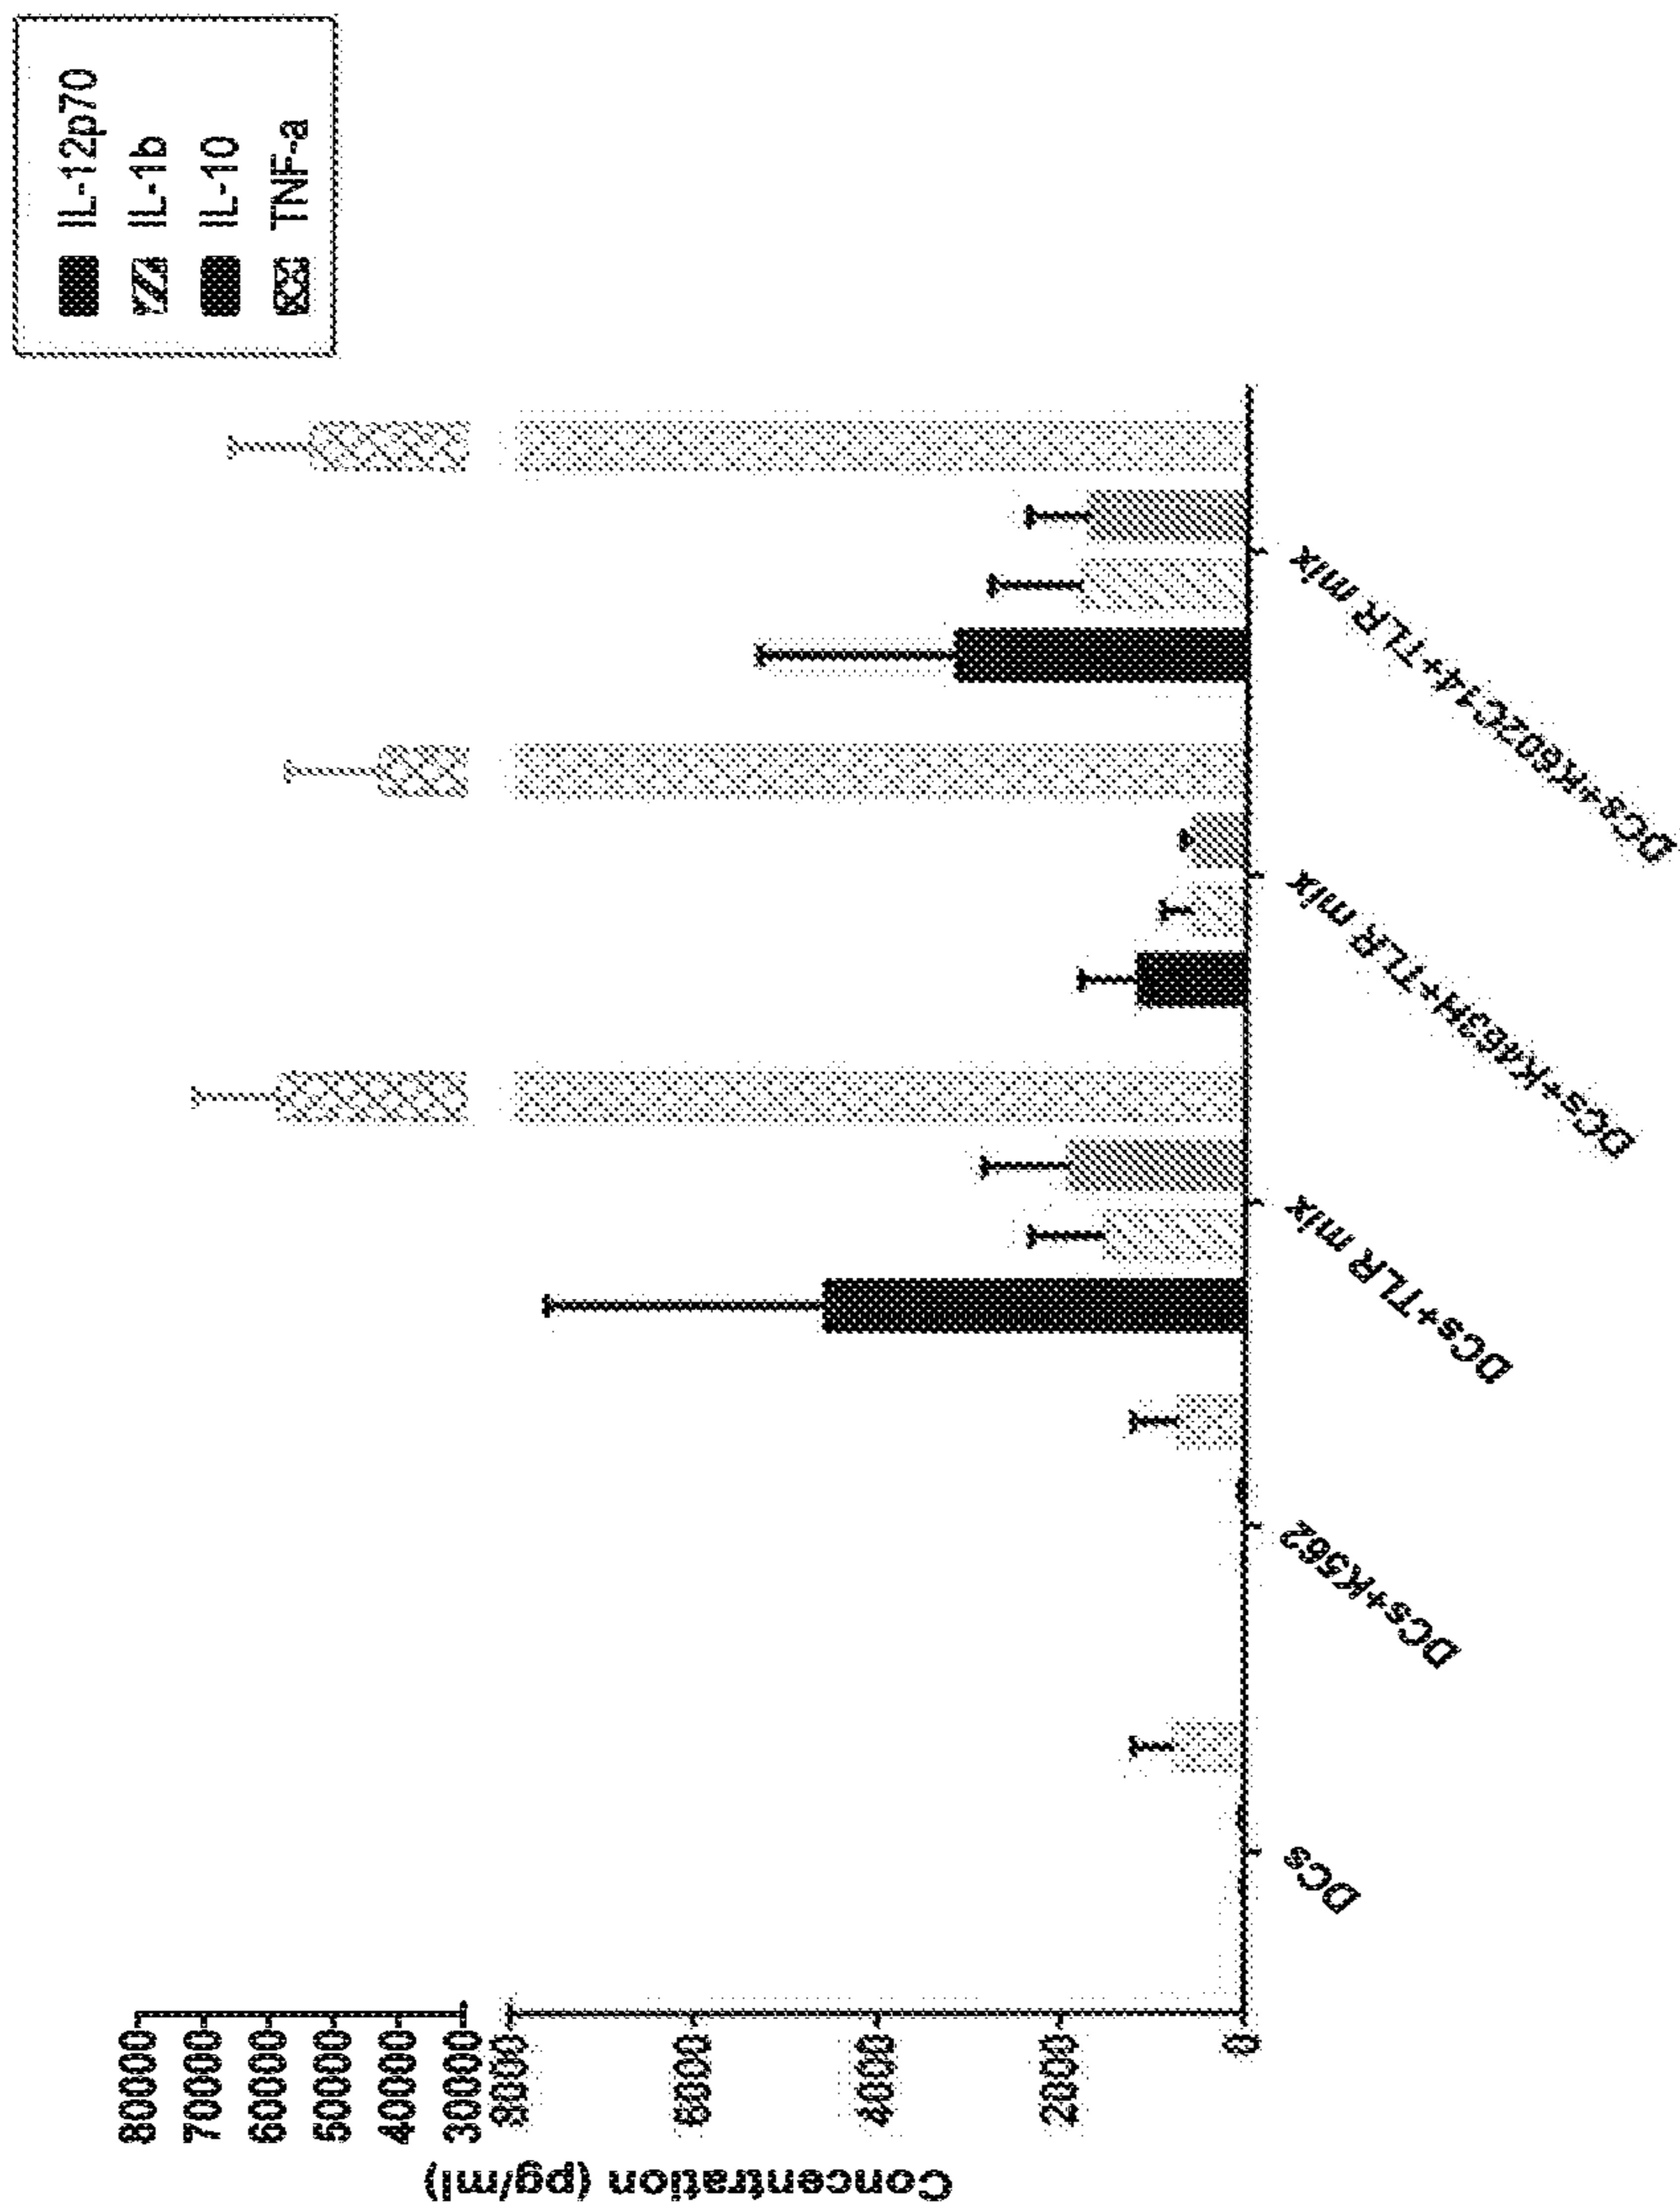 IL-12p70
IL-1b
IL-10
TNF-a
Concentration (pg/ml)
80000
70000
60000
50000
40000
30000
8000
6000
4000
2000
0
DCs
DCs+K562
DCs+TLR mix
DCs+K463H+TLR mix
DCs+K602C14+TLR mix